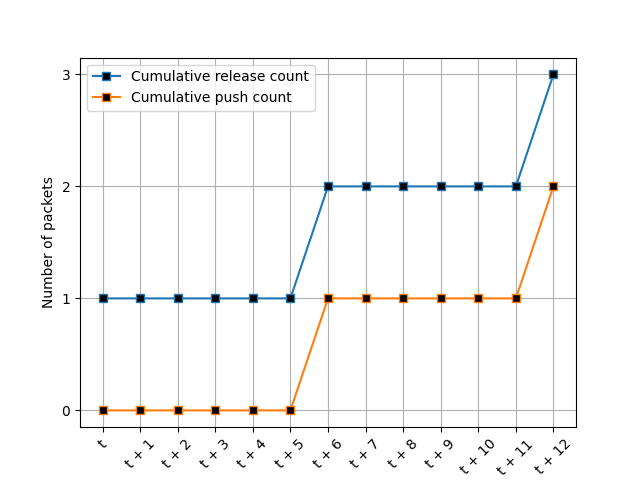 Cumulative release count
Cumulative push count
Number of packets
3
2
1
0
t
t + 1
t + 2
t + 3
t + 4
t + 5
t + 6
t + 7
t + 8
t + 9
t + 10
t + 11
t + 12